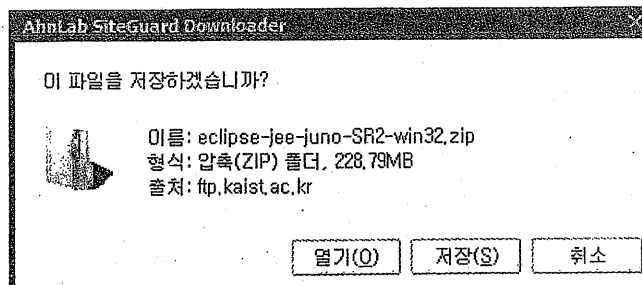 AhnLab SiteGuard Downloader
이 파일을 저장하겠습니까?
이름: eclipse-jee-juno-SR2-win32.zip
형식: 압축(ZIP) 폴더, 228.79MB
출처: ftp.kaist.ac.kr
열기(O) 저장(S) 취소